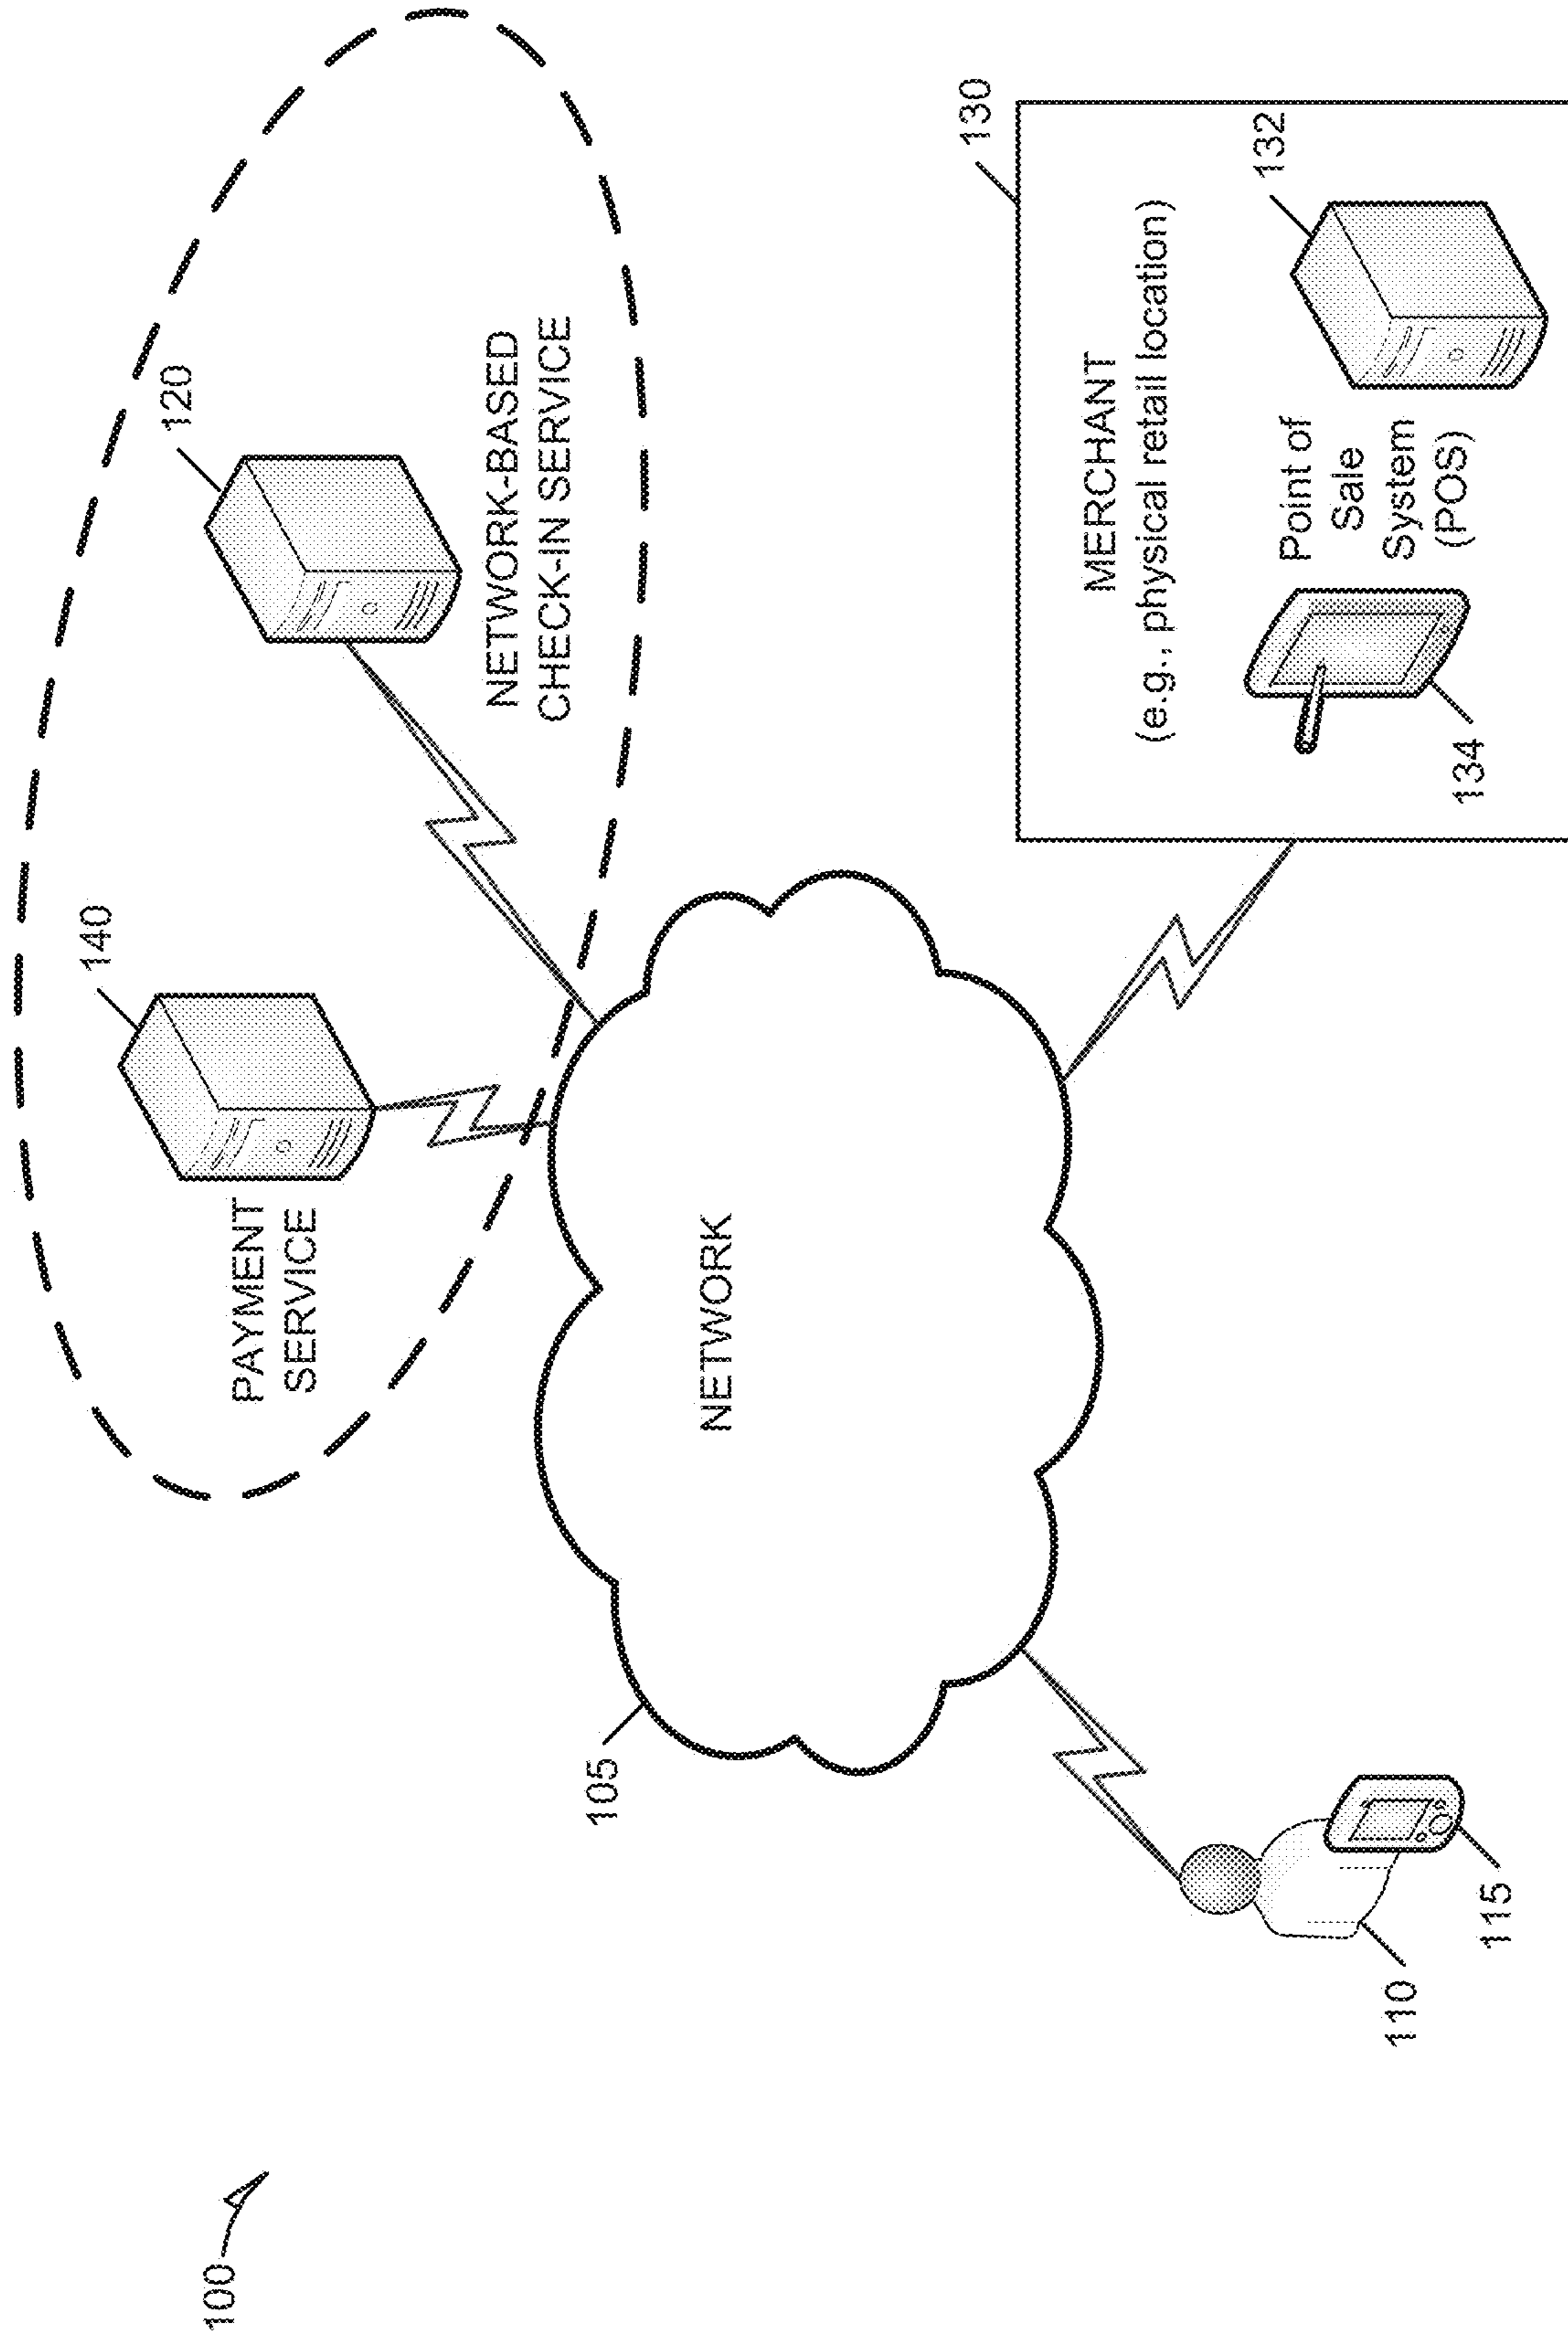 100
140
PAYMENT
SERVICE
120
NETWORK-BASED
CHECK-IN SERVICE
105
NETWORK
130
MERCHANT
(e.g., physical retail location)
134
Point of
Sale
System
(POS)
132
110
115